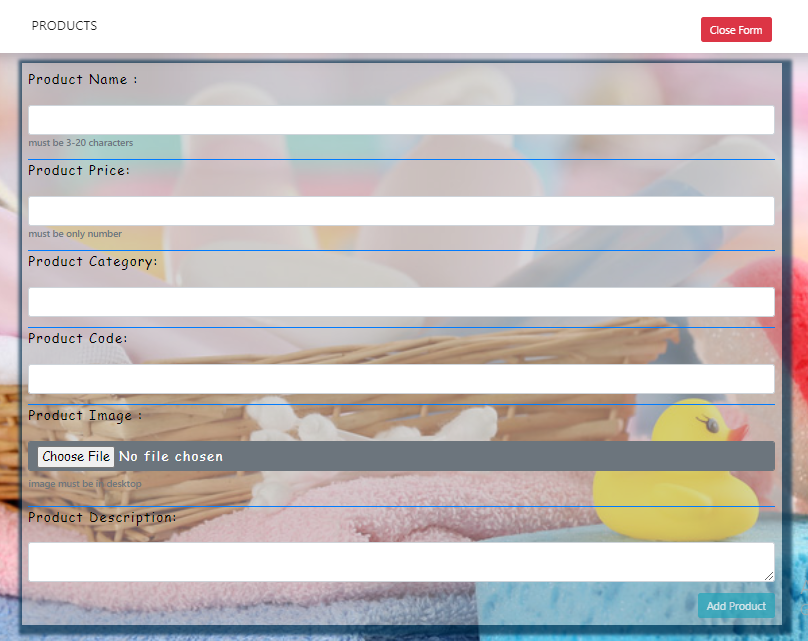 PRODUCTS
Close Form
Product Name :
must be 3-20 characters
Product Price:
must be only number
Product Category:
Product Code:
Product Image :
Choose File No file chosen
image must be in desktop
Product Description:
Add Product